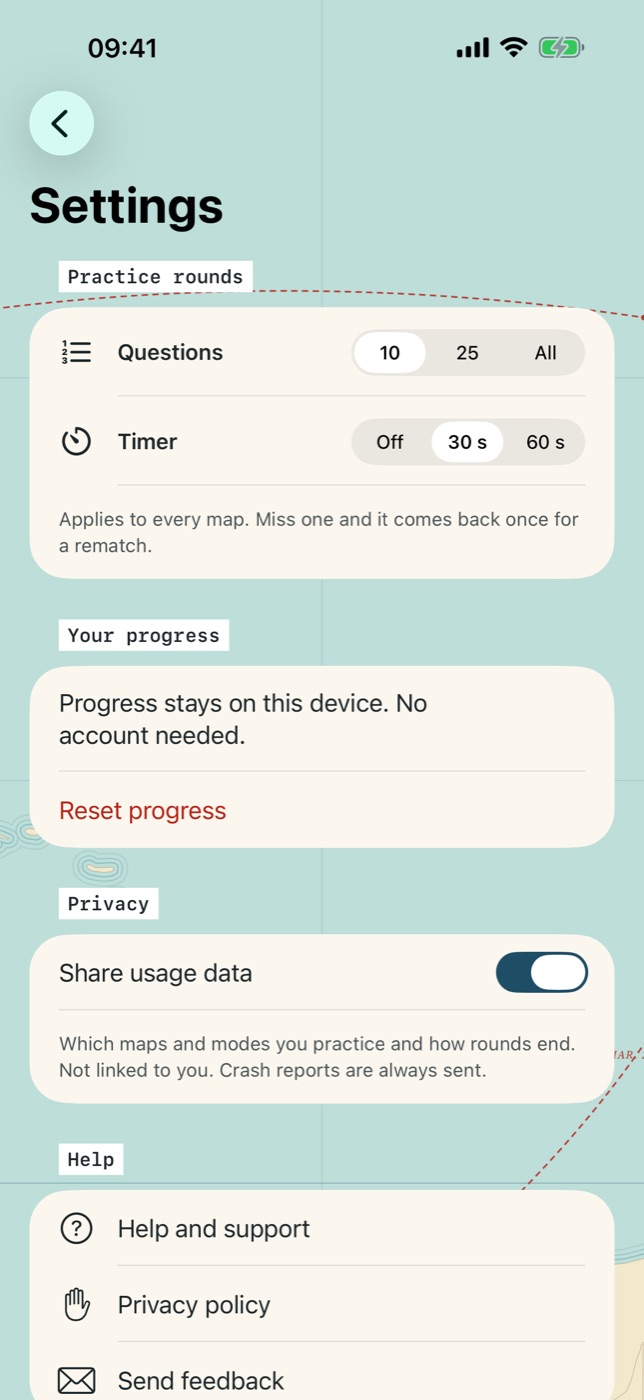 09:41
Settings
Practice rounds
Questions
10
25
All
Timer
Off
30 s
60 s
Applies to every map. Miss one and it comes back once for
a rematch.
Your progress
Progress stays on this device. No
account needed.
Reset progress
Privacy
Share usage data
Which maps and modes you practice and how rounds end.
Not linked to you. Crash reports are always sent.
Help
Help and support
Privacy policy
Send feedback